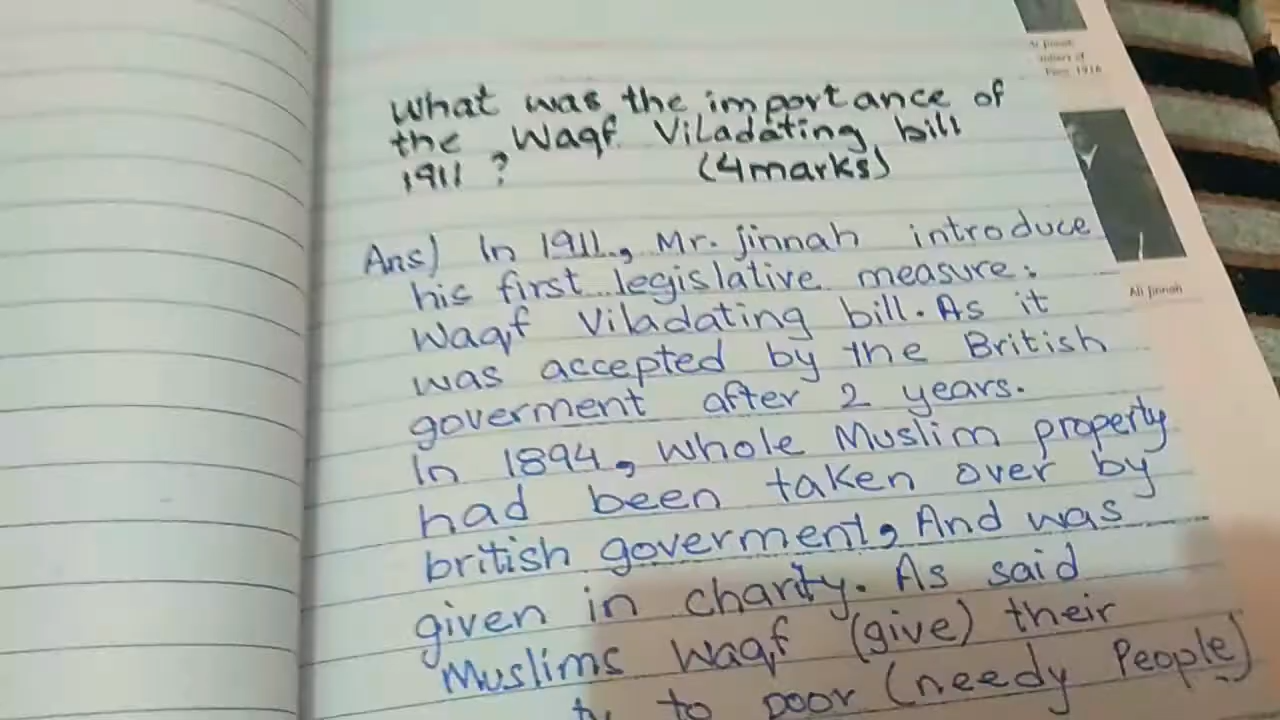 What was the importance of
the Waqf Viladating bill
1911 ? (4marks)
Ans) In 1911, Mr. Jinnah introduce
his first legislative measure:
Waqf Viladating bill. As it
was accepted by the British
goverment after 2 years.
In 1894, whole Muslim property
had been taken over by
british goverment, And was
given in charity. As said
Muslims Waqf (give) their
to poor (needy People)
Jinnah
1916
Ali Jinnah